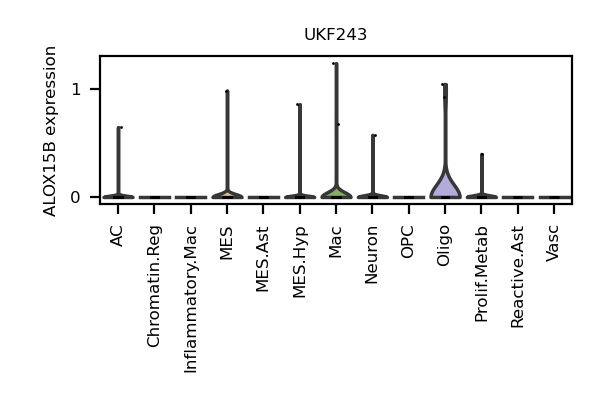 UKF243
ALOX15B expression
1
0
AC
Chromatin.Reg
Inflammatory.Mac
MES
MES.Ast
MES.Hyp
Mac
Neuron
OPC
Oligo
Prolif.Metab
Reactive.Ast
Vasc